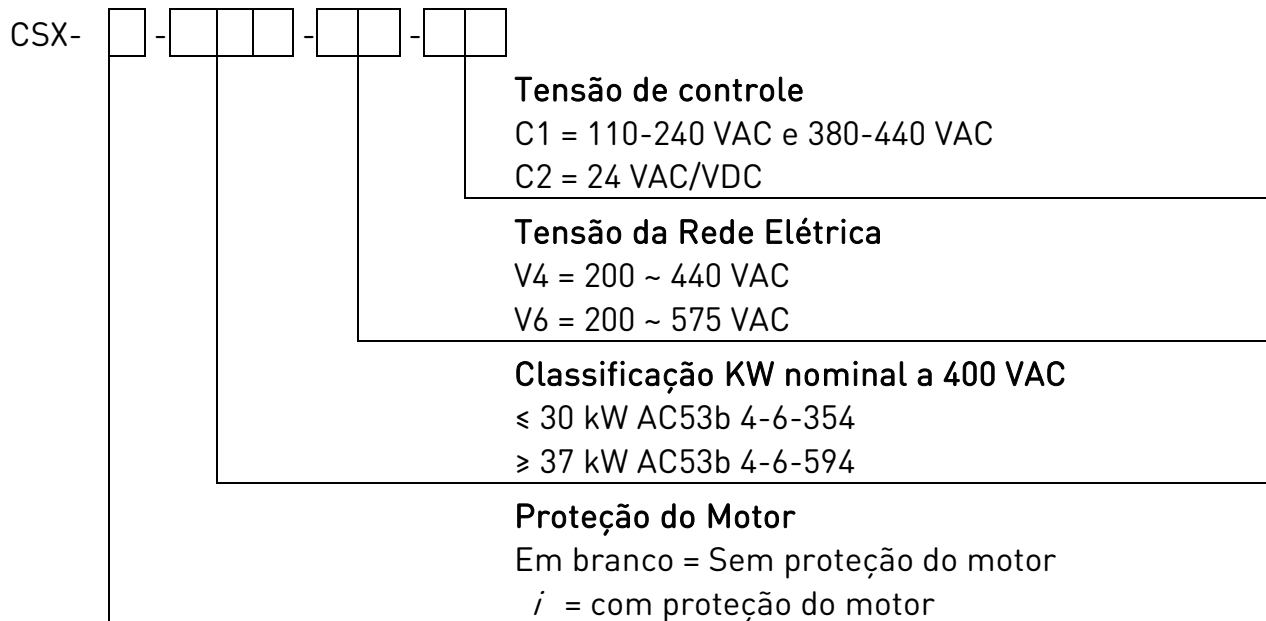 CSX- - - -
Tensão de controle
C1 = 110-240 VAC e 380-440 VAC
C2 = 24 VAC/VDC
Tensão da Rede Elétrica
V4 = 200 ~ 440 VAC
V6 = 200 ~ 575 VAC
Classificação KW nominal a 400 VAC
≤ 30 kW AC53b 4-6-354
≥ 37 kW AC53b 4-6-594
Proteção do Motor
Em branco = Sem proteção do motor
i = com proteção do motor